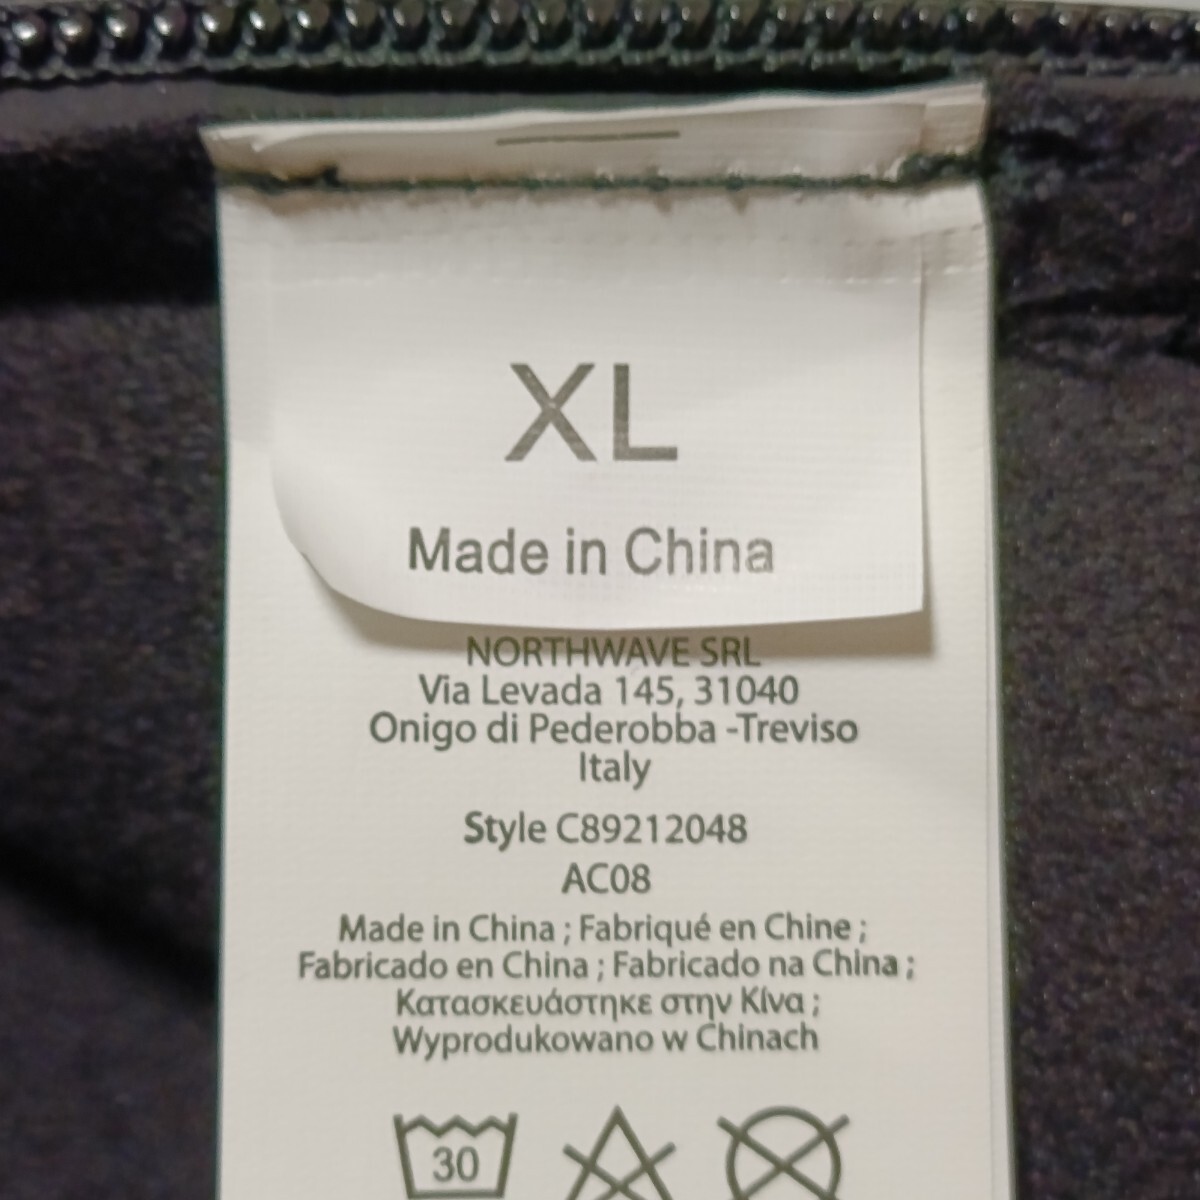 XL
Made in China
NORTHWAVE SRL
Via Levada 145, 31040
Onigo di Pederobba -Treviso
Italy
Style C89212048
AC08
Made in China ; Fabriqué en Chine ;
Fabricado en China ; Fabricado na China ;
Κατασκευάστηκε στην Κίνα ;
Wyprodukowano w Chinach
30